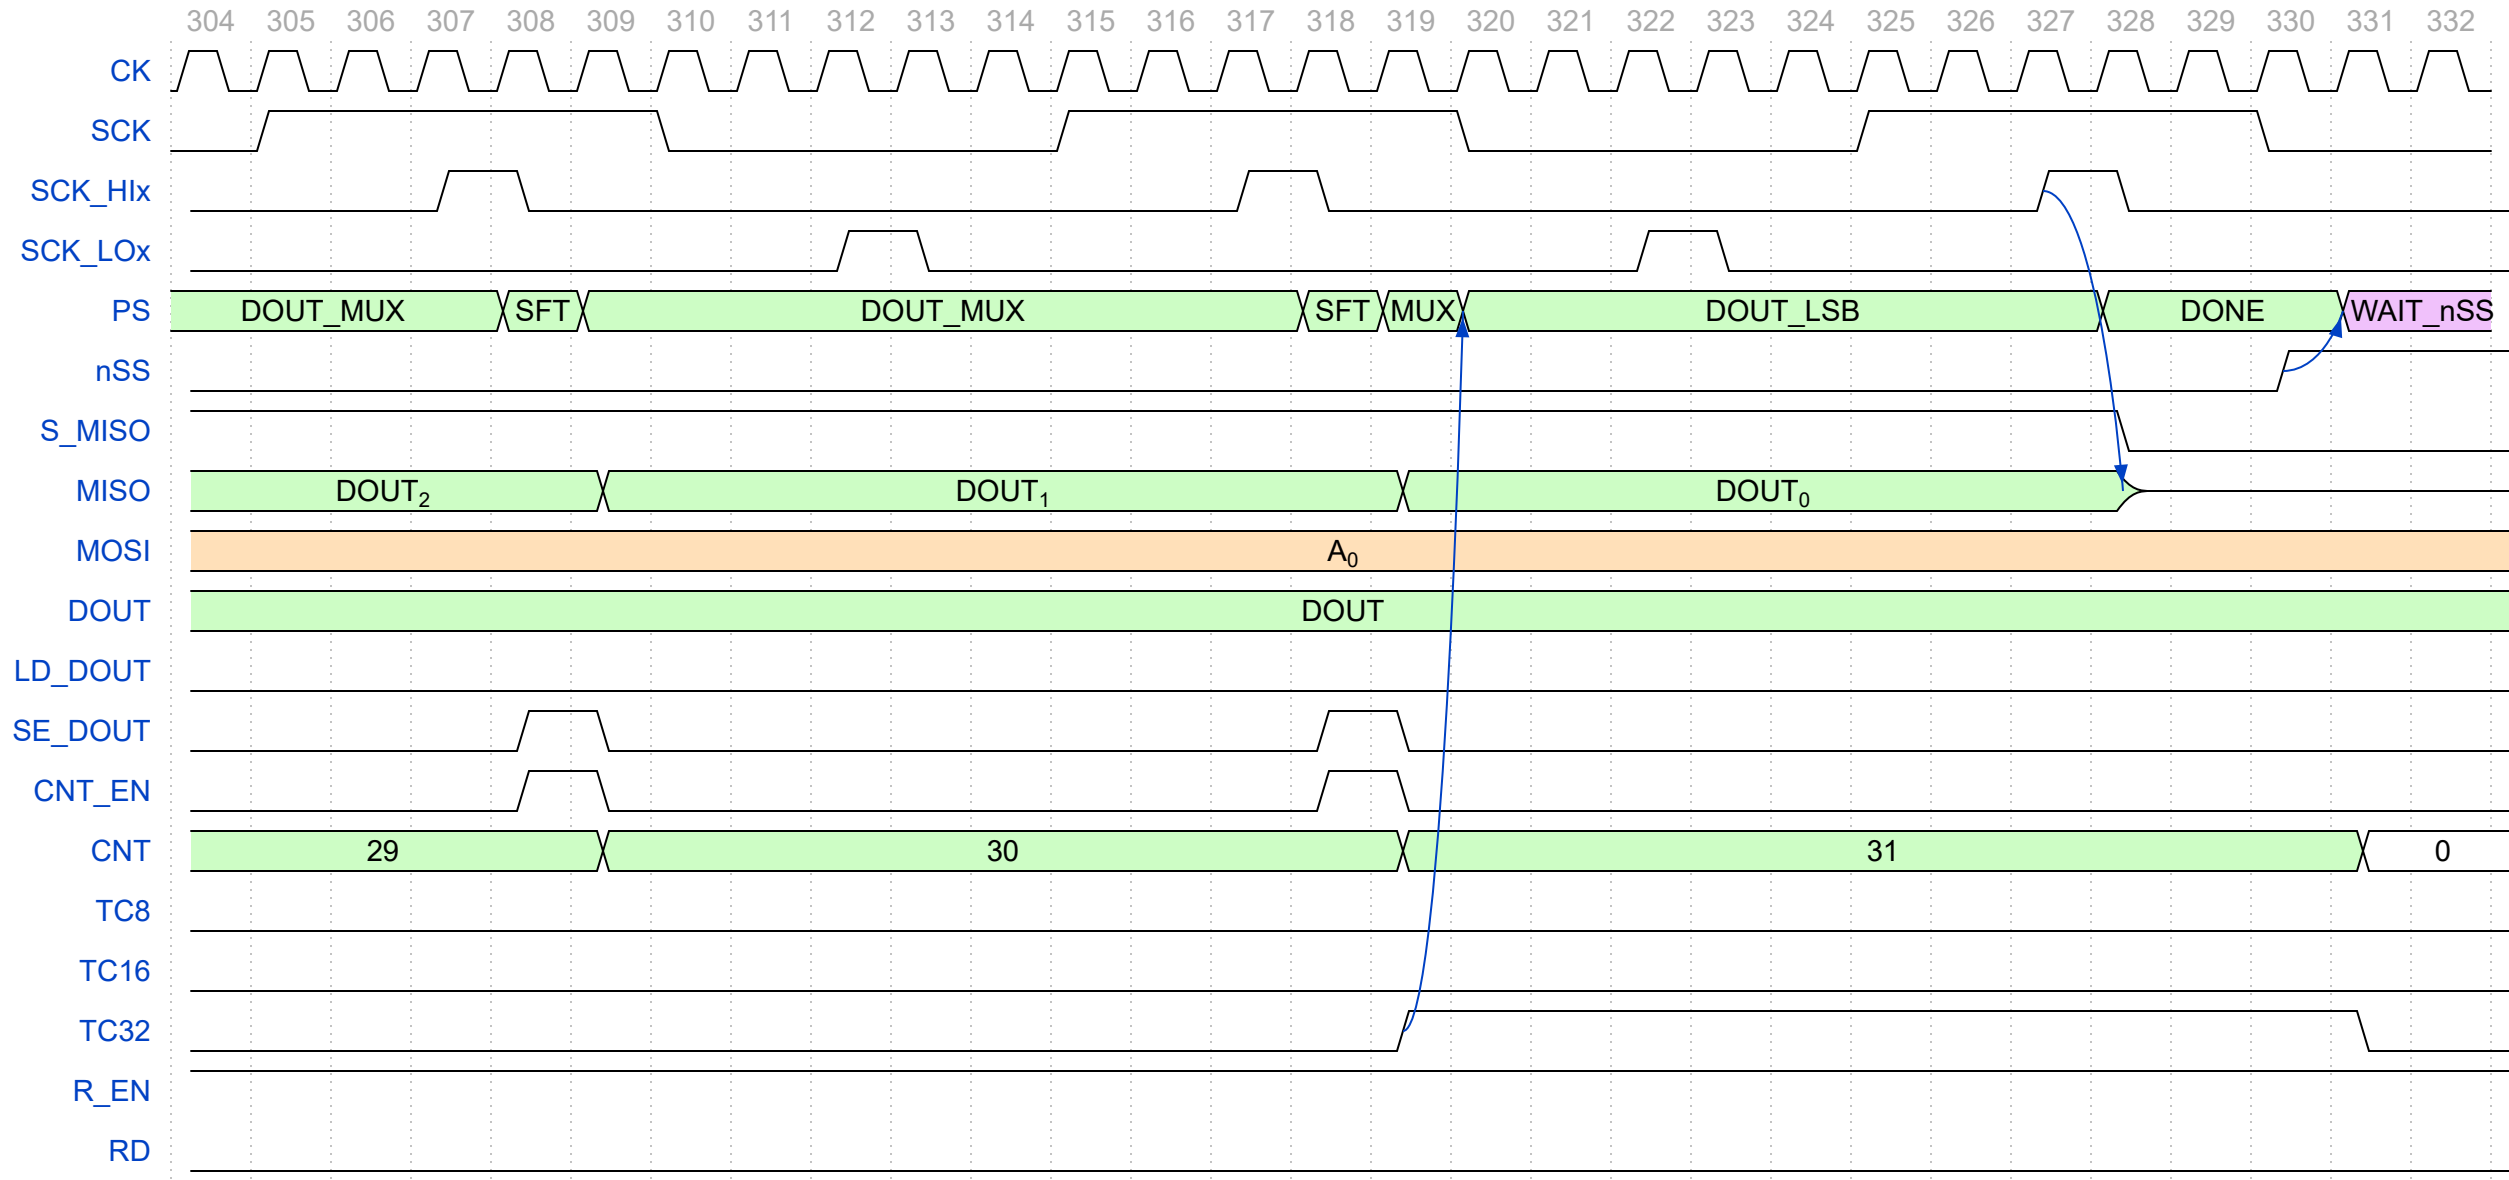 304 305 306 307 308 309 310 311 312 313 314 315 316 317 318 319 320 321 322 323 324 325 326 327 328 329 330 331 332
CK
SCK
SCK_HIx
SCK_LOx
PS DOUT_MUX SFT DOUT_MUX SFT MUX DOUT_LSB DONE WAIT_nSS
nSS
S_MISO
MISO DOUT₂ DOUT₁ DOUT₀
MOSI A₀
DOUT DOUT
LD_DOUT
SE_DOUT
CNT_EN
CNT 29 30 31 0
TC8
TC16
TC32
R_EN
RD